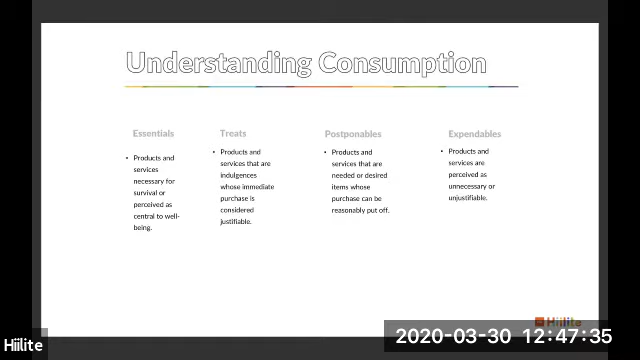 Understanding Consumption
Essentials
• Products and
services
necessary for
survival or
perceived as
central to well-
being.
Treats
• Products and
services that are
indulgences
whose immediate
purchase is
considered
justifiable.
Postponables
• Products and
services that are
needed or desired
items whose
purchase can be
reasonably put off.
Expendables
• Products and
services are
perceived as
unnecessary or
unjustifiable.
Hiilite
2020-03-30 12:47:35
Hiilite